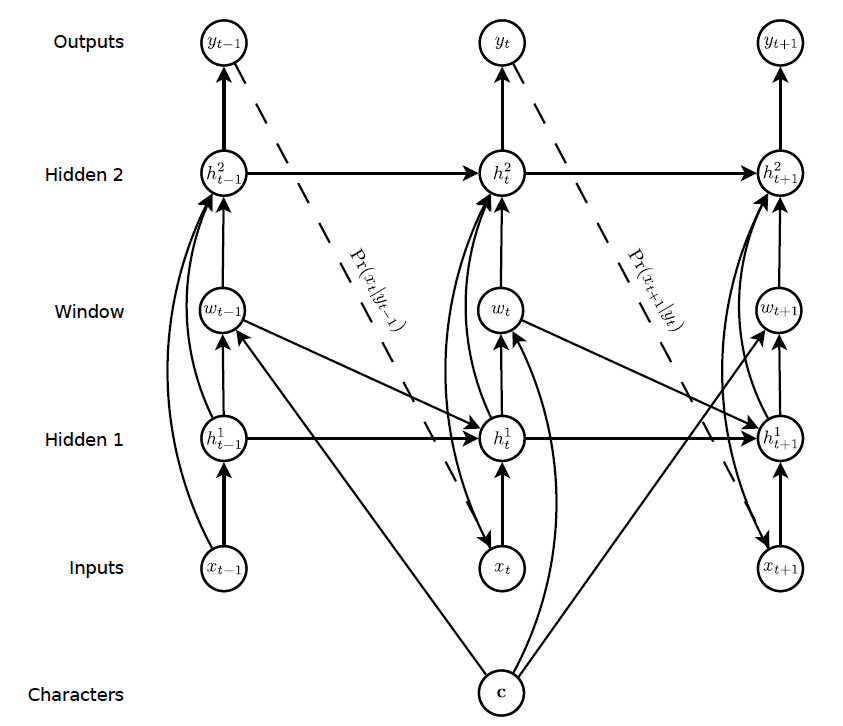 Outputs y_{t-1} y_t y_{t+1}
Hidden 2 h^2_{t-1} h^2_t h^2_{t+1}
Pr(x_t|y_{t-1}) Pr(x_{t+1}|y_t)
Window w_{t-1} w_t w_{t+1}
Hidden 1 h^1_{t-1} h^1_t h^1_{t+1}
Inputs x_{t-1} x_t x_{t+1}
Characters c